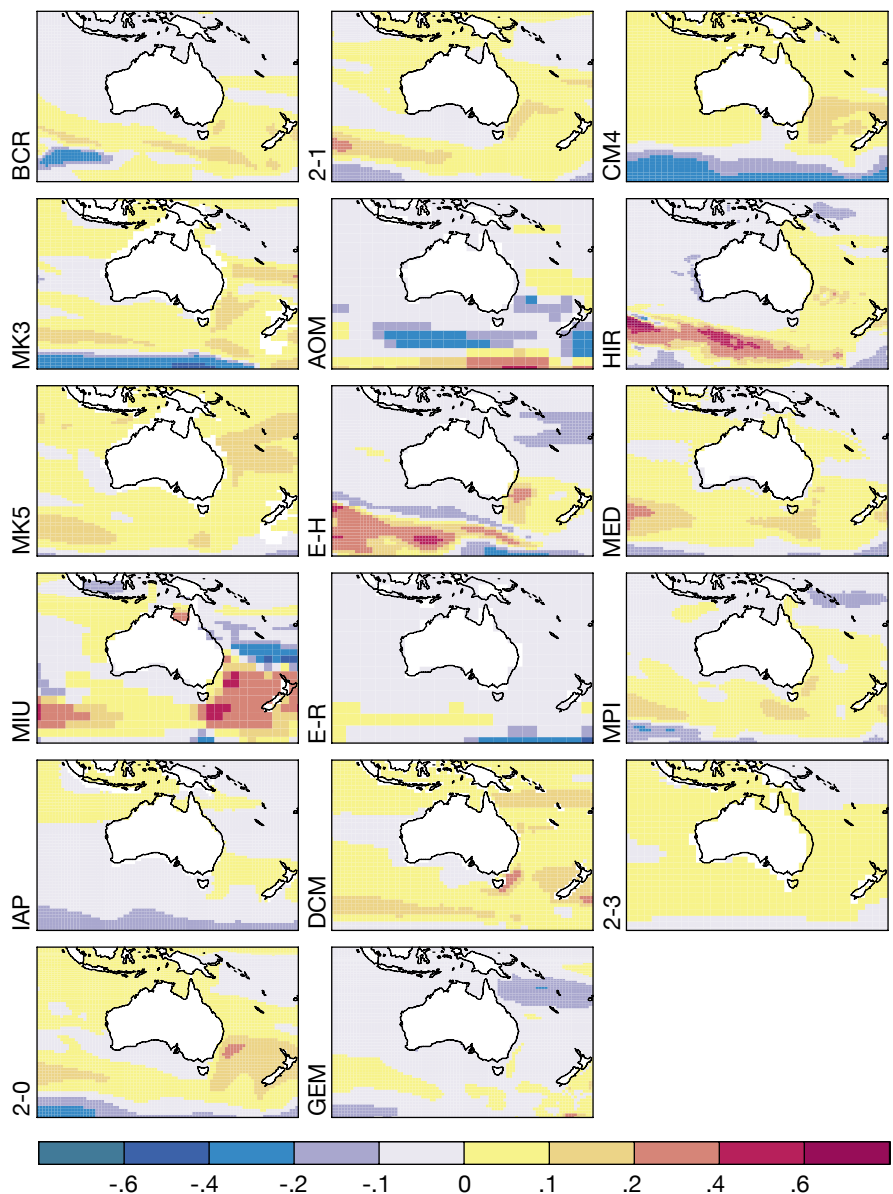 BCR
2-1
CM4
MK3
AOM
HIR
MK5
E-H
MED
MIU
E-R
MPI
IAP
DCM
2-3
2-0
GEM
-.6 -.4 -.2 -.1 0 .1 .2 .4 .6